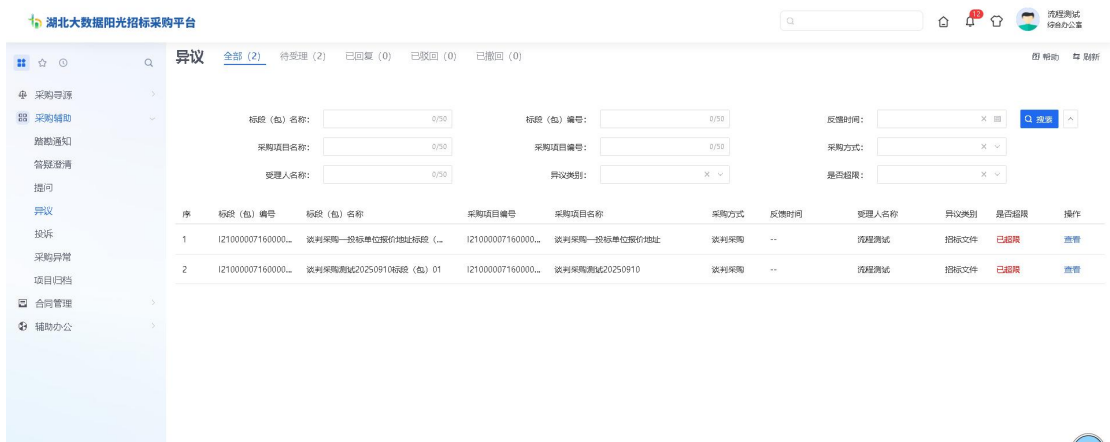 湖北大数据阳光招标采购平台
12
流程测试
综合办公室
异议 全部（2） 待受理（2） 已回复（0） 已驳回（0） 已撤回（0） 帮助 刷新
采购寻源
采购辅助
踏勘通知
答疑澄清
提问
异议
投诉
采购异常
项目归档
合同管理
辅助办公
标段（包）名称： 0/50 标段（包）编号： 0/50 反馈时间： 搜索
采购项目名称： 0/50 采购项目编号： 0/50 采购方式：
受理人名称： 0/50 异议类别： 是否超限：
序 标段（包）编号 标段（包）名称 采购项目编号 采购项目名称 采购方式 反馈时间 受理人名称 异议类别 是否超限 操作
1 I21000007160000... 谈判采购—投标单位报价地址标段（... I21000007160000... 谈判采购—投标单位报价地址 谈判采购 -- 流程测试 招标文件 已超限 查看
2 I21000007160000... 谈判采购测试20250910标段（包）01 I21000007160000... 谈判采购测试20250910 谈判采购 -- 流程测试 招标文件 已超限 查看